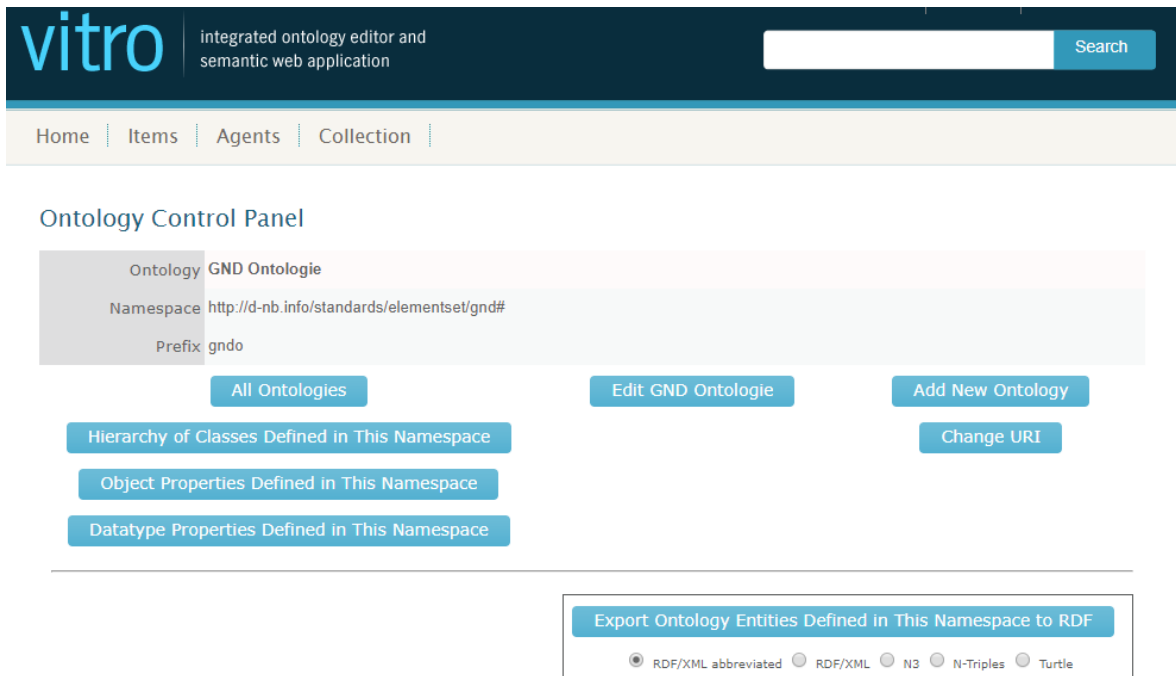 vitro
integrated ontology editor and
semantic web application
Search
Home Items Agents Collection
Ontology Control Panel
Ontology GND Ontologie
Namespace http://d-nb.info/standards/elementset/gnd#
Prefix gndo
All Ontologies Edit GND Ontologie Add New Ontology
Hierarchy of Classes Defined in This Namespace Change URI
Object Properties Defined in This Namespace
Datatype Properties Defined in This Namespace
Export Ontology Entities Defined in This Namespace to RDF
RDF/XML abbreviated RDF/XML N3 N-Triples Turtle